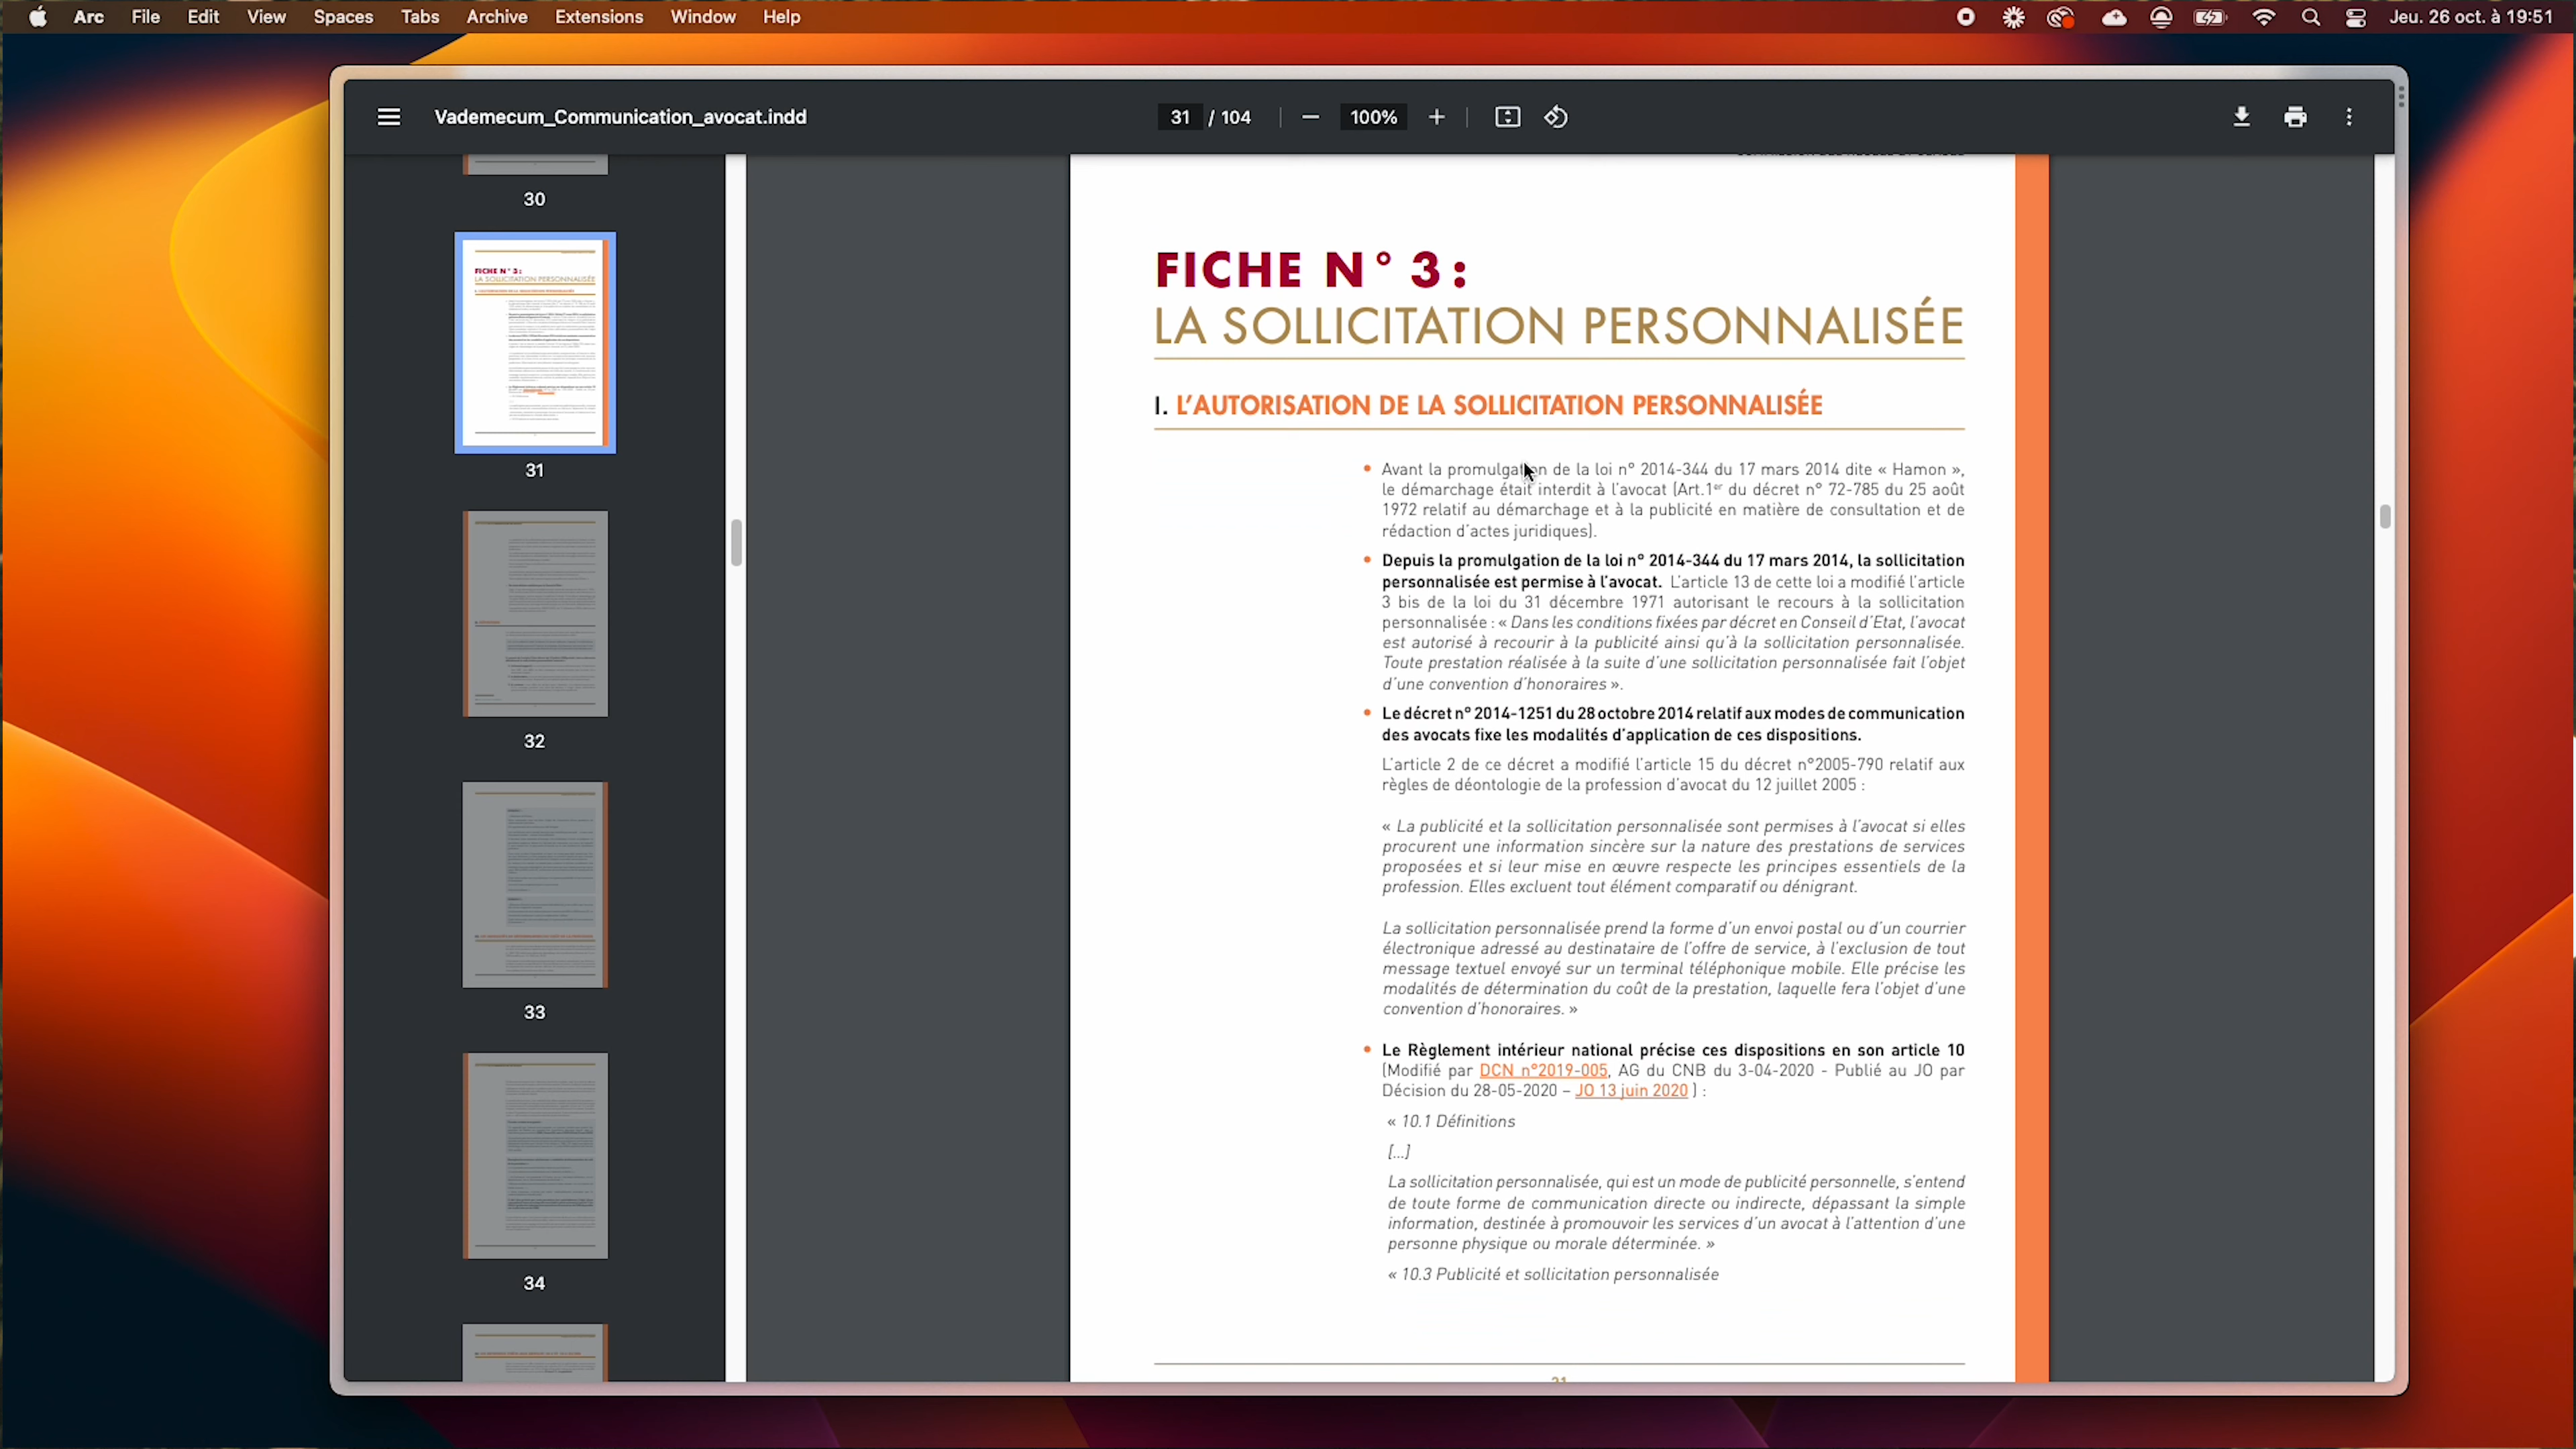 Arc File Edit View Spaces Tabs Archive Extensions Window Help Jeu. 26 oct. à 19:51
Vademecum_Communication_avocat.indd 31 / 104 100%
30
FICHE N° 3 :
LA SOLLICITATION PERSONNALISÉE
31
32
33
34
FICHE N° 3 :
LA SOLLICITATION PERSONNALISÉE
I. L'AUTORISATION DE LA SOLLICITATION PERSONNALISÉE
• Avant la promulgation de la loi n° 2014-344 du 17 mars 2014 dite « Hamon »,
le démarchage était interdit à l'avocat (Art.1er du décret n° 72-785 du 25 août
1972 relatif au démarchage et à la publicité en matière de consultation et de
rédaction d'actes juridiques).
• Depuis la promulgation de la loi n° 2014-344 du 17 mars 2014, la sollicitation
personnalisée est permise à l'avocat. L'article 13 de cette loi a modifié l'article
3 bis de la loi du 31 décembre 1971 autorisant le recours à la sollicitation
personnalisée : « Dans les conditions fixées par décret en Conseil d'Etat, l'avocat
est autorisé à recourir à la publicité ainsi qu'à la sollicitation personnalisée.
Toute prestation réalisée à la suite d'une sollicitation personnalisée fait l'objet
d'une convention d'honoraires ».
• Le décret n° 2014-1251 du 28 octobre 2014 relatif aux modes de communication
des avocats fixe les modalités d'application de ces dispositions.
L'article 2 de ce décret a modifié l'article 15 du décret n°2005-790 relatif aux
règles de déontologie de la profession d'avocat du 12 juillet 2005 :
« La publicité et la sollicitation personnalisée sont permises à l'avocat si elles
procurent une information sincère sur la nature des prestations de services
proposées et si leur mise en œuvre respecte les principes essentiels de la
profession. Elles excluent tout élément comparatif ou dénigrant.
La sollicitation personnalisée prend la forme d'un envoi postal ou d'un courrier
électronique adressé au destinataire de l'offre de service, à l'exclusion de tout
message textuel envoyé sur un terminal téléphonique mobile. Elle précise les
modalités de détermination du coût de la prestation, laquelle fera l'objet d'une
convention d'honoraires. »
• Le Règlement intérieur national précise ces dispositions en son article 10
(Modifié par DCN n°2019-005, AG du CNB du 3-04-2020 - Publié au JO par
Décision du 28-05-2020 – JO 13 juin 2020 ) :
« 10.1 Définitions
[...]
La sollicitation personnalisée, qui est un mode de publicité personnelle, s'entend
de toute forme de communication directe ou indirecte, dépassant la simple
information, destinée à promouvoir les services d'un avocat à l'attention d'une
personne physique ou morale déterminée. »
« 10.3 Publicité et sollicitation personnalisée